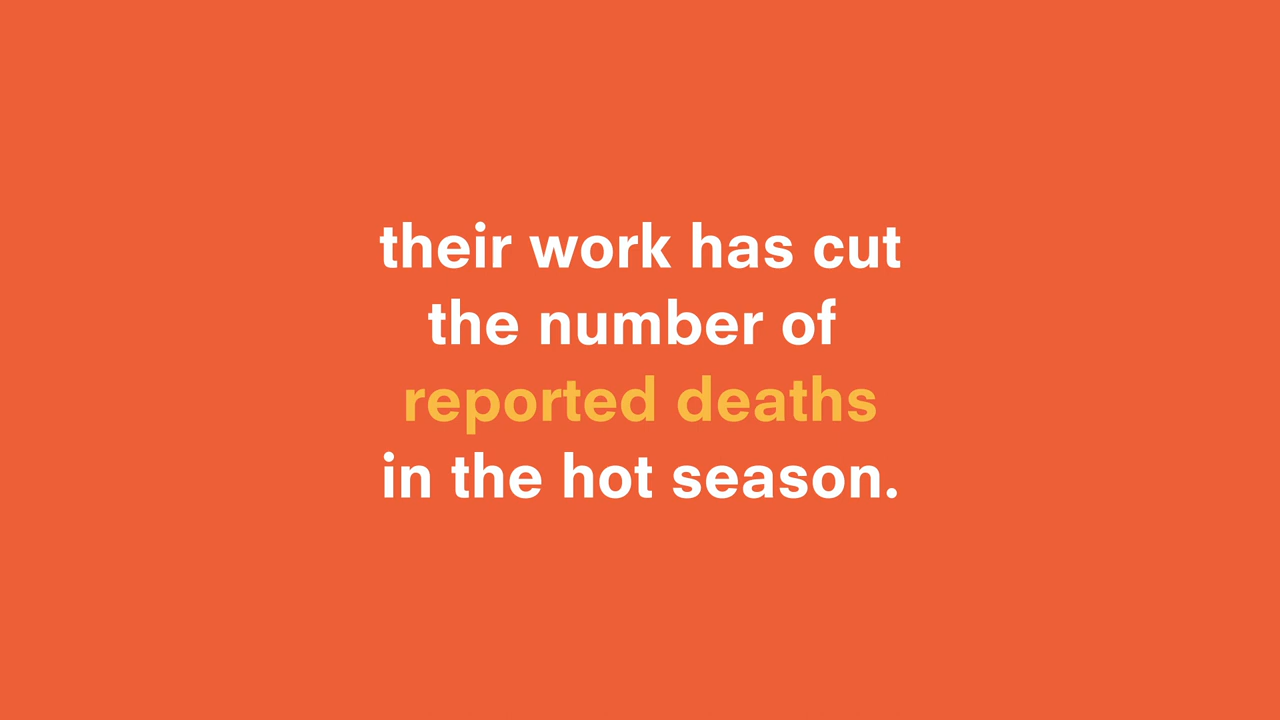 their work has cut
the number of
reported deaths
in the hot season.